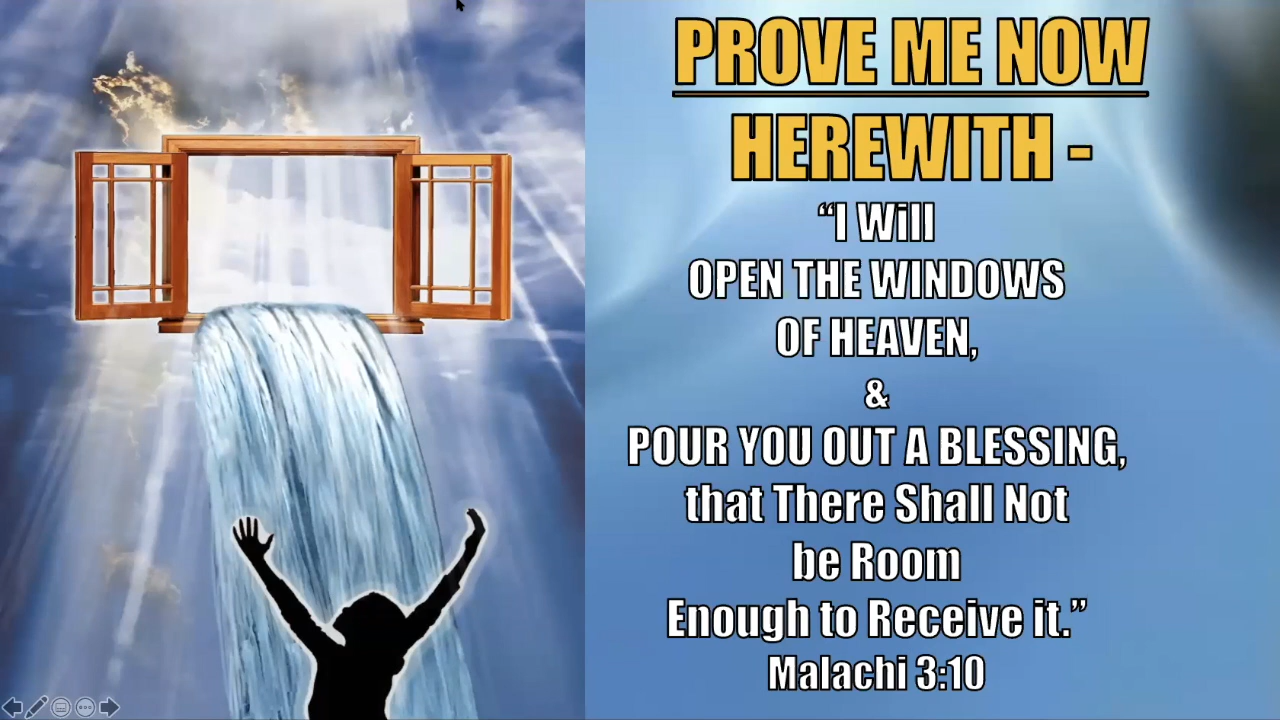 PROVE ME NOW
HEREWITH -
“I Will
OPEN THE WINDOWS
OF HEAVEN,
&
POUR YOU OUT A BLESSING,
that There Shall Not
be Room
Enough to Receive it.”
Malachi 3:10